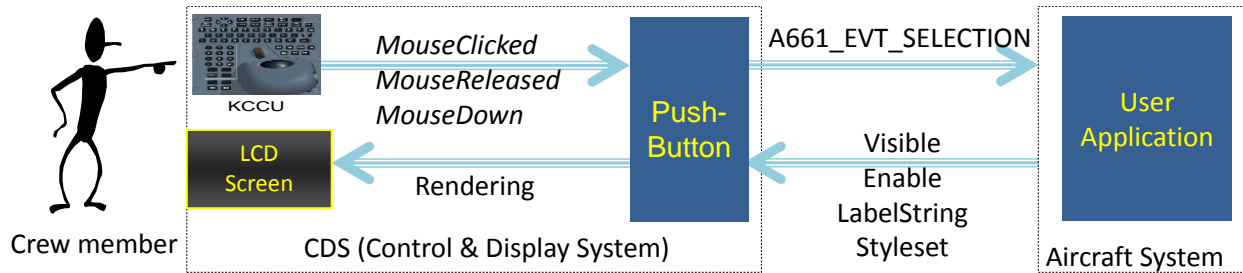 Crew member
KCCU
LCD
Screen
MouseClicked
MouseReleased
MouseDown
Rendering
Push-
Button
CDS (Control & Display System)
A661_EVT_SELECTION
Visible
Enable
LabelString
Styleset
User
Application
Aircraft System